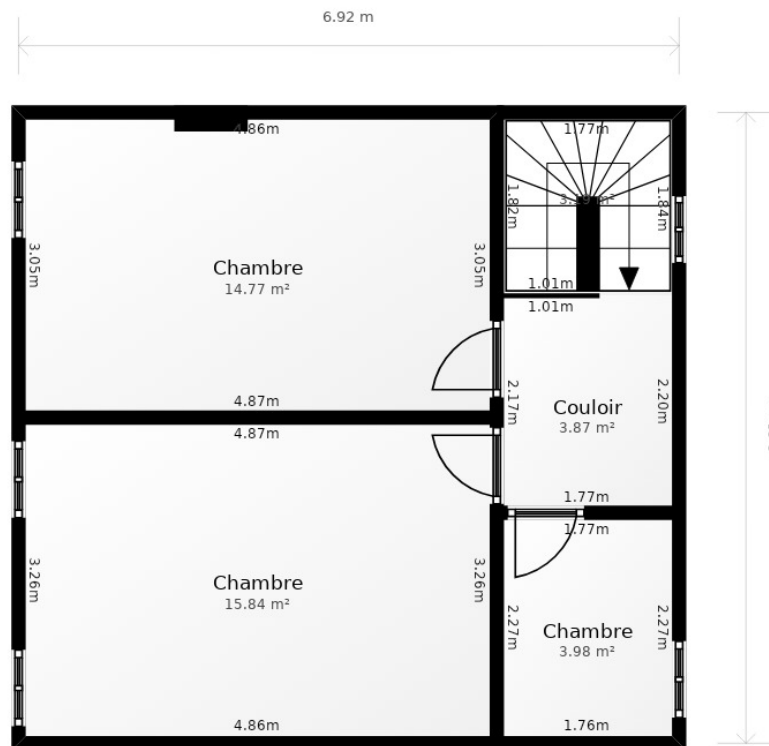 6.92 m
4.86m
1.77m
1.82m
3.19 m²
1.84m
3.05m
Chambre
14.77 m²
3.05m
1.01m
1.01m
4.87m
2.17m
Couloir
3.87 m²
2.20m
4.87m
1.77m
1.77m
3.26m
Chambre
15.84 m²
3.26m
2.27m
Chambre
3.98 m²
2.27m
4.86m
1.76m